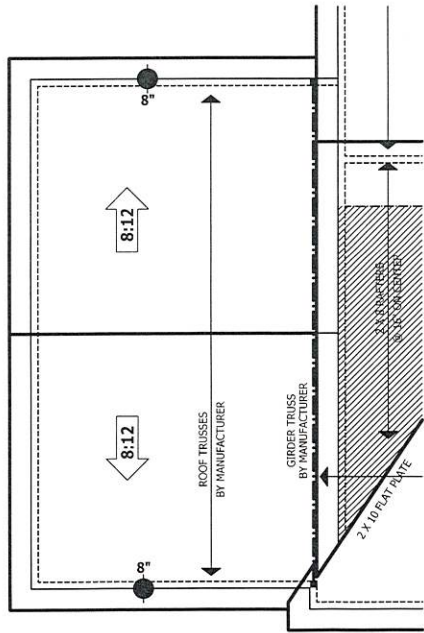 8"
8:12
8:12
8"
ROOF TRUSSES
BY MANUFACTURER
GIRDER TRUSS
BY MANUFACTURER
2 X 8 RAFTERS
@ 16" ON CENTER
2 X 10 FLAT PLATE